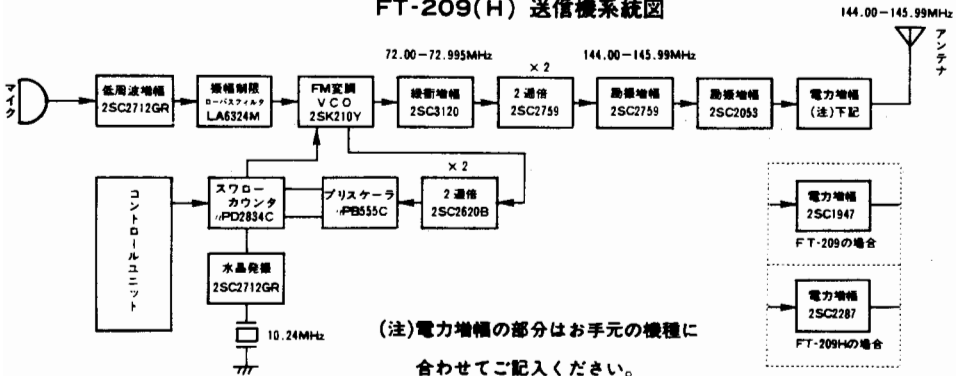 FT-209(H) 送信機系統図
144.00-145.99MHz
アンテナ
72.00-72.995MHz
144.00-145.99MHz
×2
マイク
低周波増幅
2SC2712GR
振幅制限
ローパスフィルタ
LA6324M
FM変調
VCO
2SK210Y
緩衝増幅
2SC3120
2逓倍
2SC2759
励振増幅
2SC2759
励振増幅
2SC2053
電力増幅
(注)下記
×2
コントロールユニット
スワロー
カウンタ
μPD2834C
プリスケーラ
μPB555C
2逓倍
2SC2620B
水晶発振
2SC2712GR
10.24MHz
電力増幅
2SC1947
FT-209の場合
電力増幅
2SC2287
FT-209Hの場合
(注)電力増幅の部分はお手元の機種に
合わせてご記入ください。